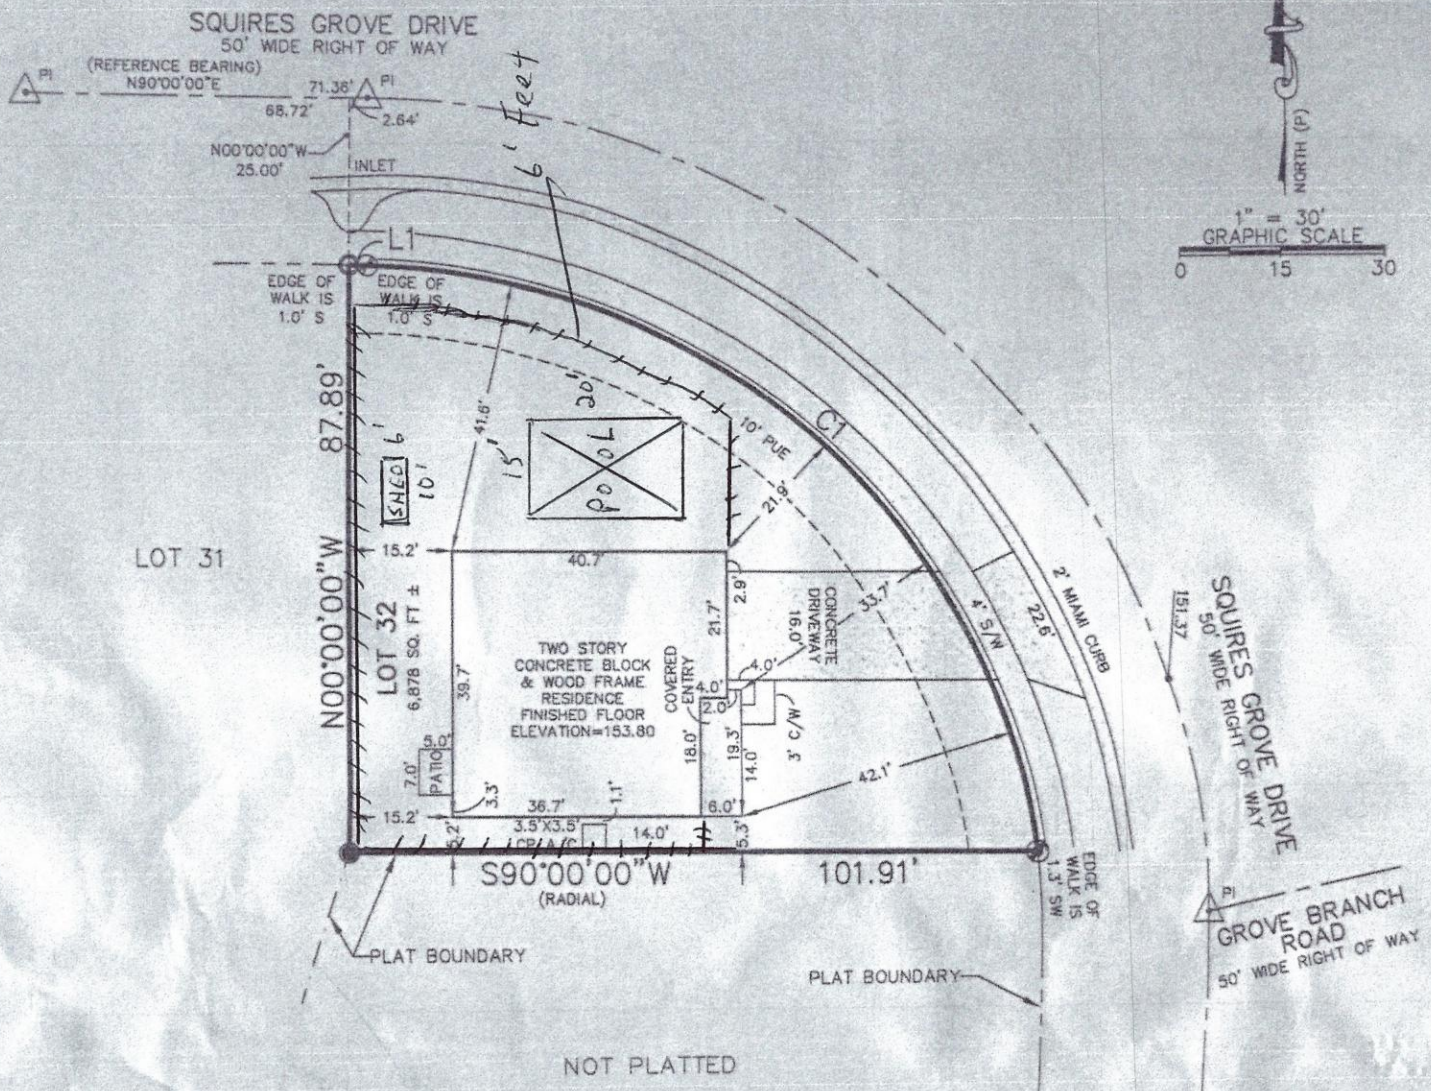 SQUIRES GROVE DRIVE
50' WIDE RIGHT OF WAY
(REFERENCE BEARING)
N90°00'00"E
PI
71.36'
PI
68.72'
2.64'
N00°00'00"W
25.00'
INLET
6' Feet
NORTH (P)
1" = 30'
GRAPHIC SCALE
0 15 30
L1
EDGE OF
WALK IS
1.0' S
EDGE OF
WALK IS
1.0' S
87.89'
N00°00'00"W
41.6'
20'
15'
POOL
SHED
6'
10'
10' PUE
C1
21.9'
LOT 31
15.2'
40.7'
LOT 32
6,878 SQ. FT ±
2.9'
21.7'
CONCRETE
DRIVEWAY
16.0'
33.7'
4' S/W
22.6'
2' MIAMI CURB
151.37
SQUIRES GROVE DRIVE
50' WIDE RIGHT OF WAY
TWO STORY
CONCRETE BLOCK
& WOOD FRAME
RESIDENCE
FINISHED FLOOR
ELEVATION=153.80
39.7'
COVERED
ENTRY
4.0'
4.0'
2.0'
18.0'
19.3'
14.0'
3' C/W
42.1'
5.0'
7.0'
PATIO
3.3'
36.7'
1.1'
6.0'
15.2'
5.2'
3.5'X3.5'
CP A/C
14.0'
5.3'
S90°00'00"W
(RADIAL)
101.91'
EDGE OF
WALK IS
1.3' SW
PI
GROVE BRANCH
ROAD
50' WIDE RIGHT OF WAY
PLAT BOUNDARY
PLAT BOUNDARY
NOT PLATTED